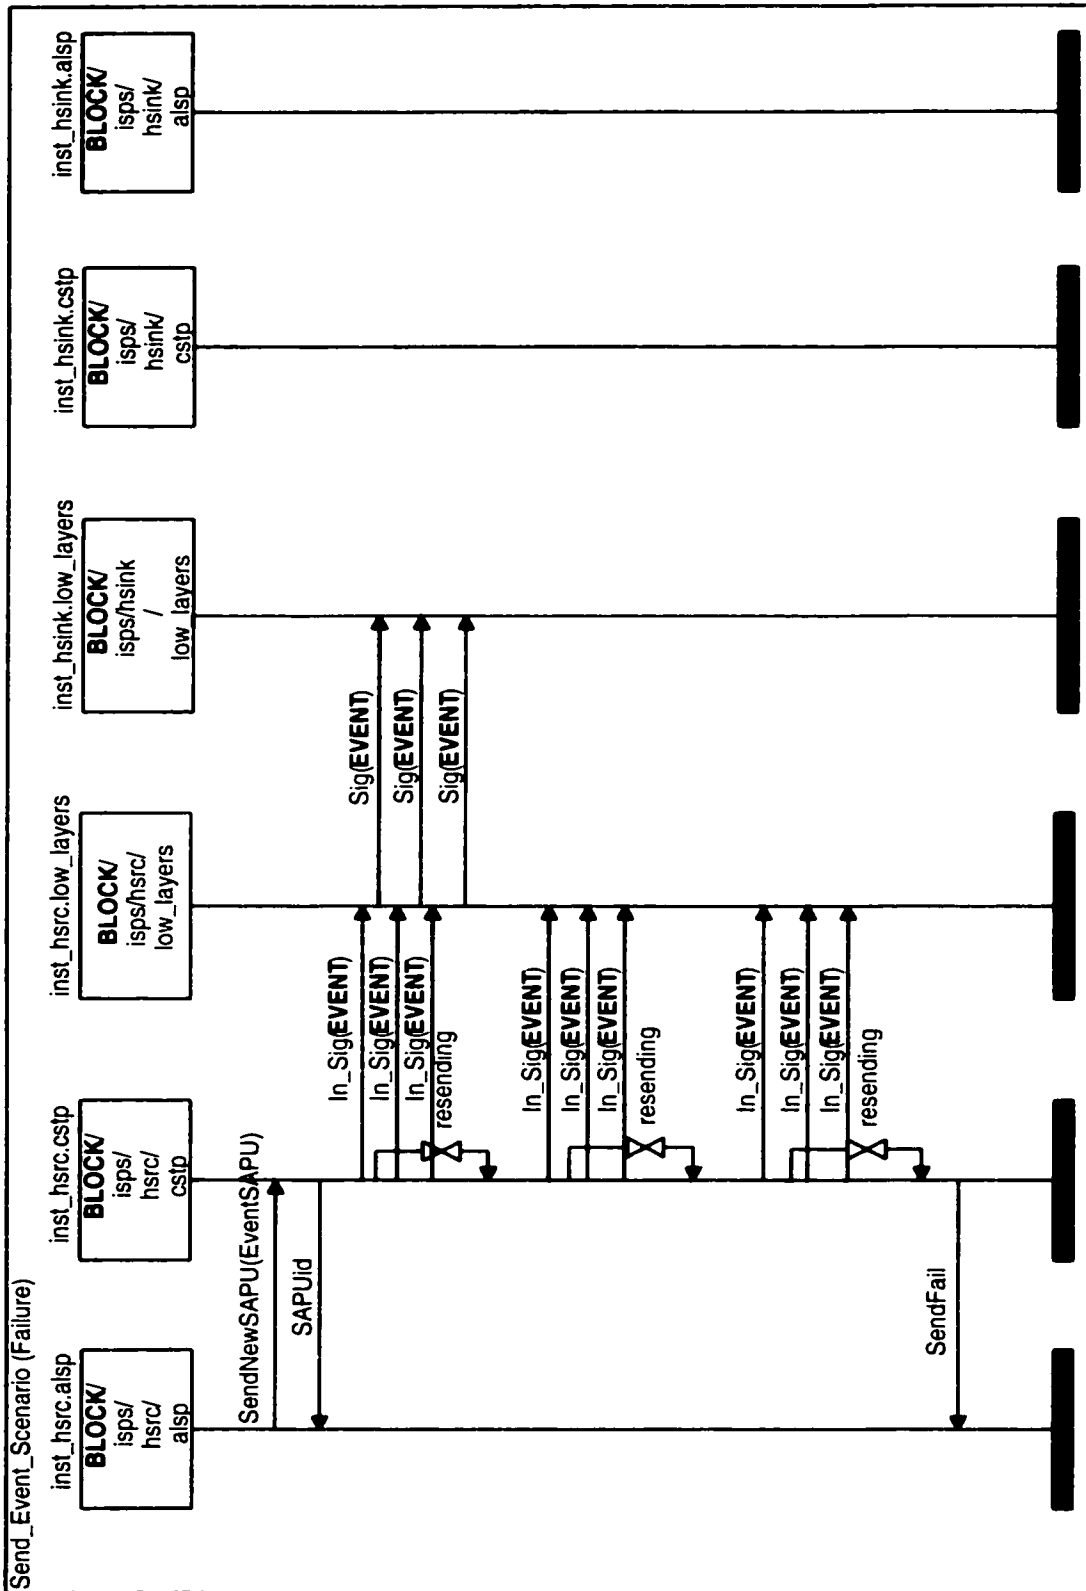 Send_Event_Scenario (Failure)
inst_hsrc.alsp
BLOCK/
isps/
hsrc/
alsp
inst_hsrc.cstp
BLOCK/
isps/
hsrc/
cstp
inst_hsrc.low_layers
BLOCK/
isps/hsrc/
low_layers
inst_hsink.low_layers
BLOCK/
isps/hsink
/
low_layers
inst_hsink.cstp
BLOCK/
isps/
hsink/
cstp
inst_hsink.alsp
BLOCK/
isps/
hsink/
alsp
SendNewSAPU(EventSAPU)
SAPUid
In_Sig(EVENT)
Sig(EVENT)
In_Sig(EVENT)
Sig(EVENT)
In_Sig(EVENT)
Sig(EVENT)
resending
In_Sig(EVENT)
In_Sig(EVENT)
In_Sig(EVENT)
resending
In_Sig(EVENT)
In_Sig(EVENT)
In_Sig(EVENT)
resending
SendFail